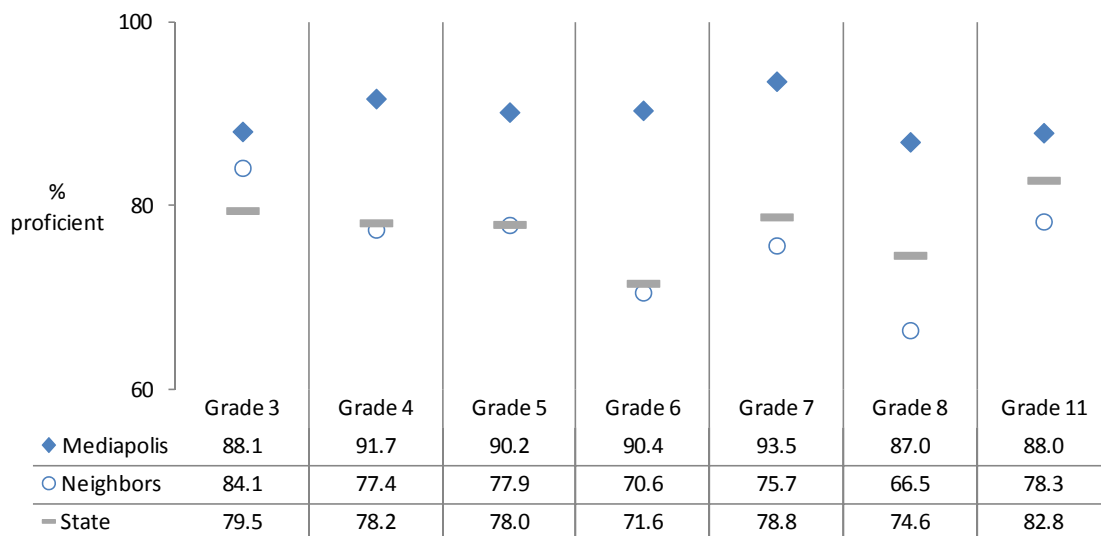 100
80
60
%
proficient
Grade 3 Grade 4 Grade 5 Grade 6 Grade 7 Grade 8 Grade 11
Mediapolis 88.1 91.7 90.2 90.4 93.5 87.0 88.0
Neighbors 84.1 77.4 77.9 70.6 75.7 66.5 78.3
State 79.5 78.2 78.0 71.6 78.8 74.6 82.8